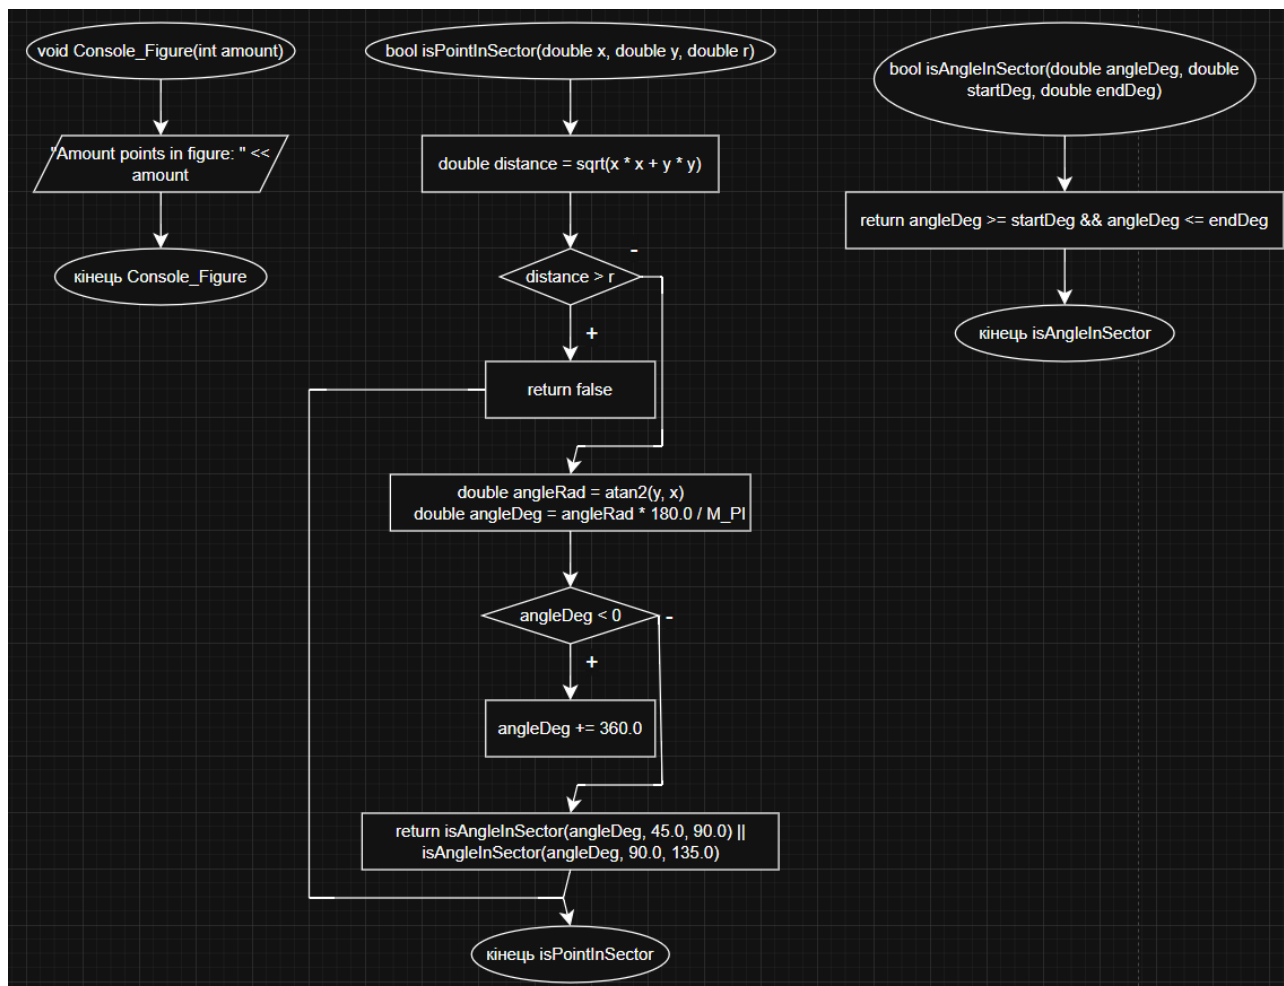 void Console_Figure(int amount)
"Amount points in figure: " <<
amount
кінець Console_Figure
bool isPointInSector(double x, double y, double r)
double distance = sqrt(x * x + y * y)
-
distance > r
+
return false
double angleRad = atan2(y, x)
double angleDeg = angleRad * 180.0 / M_PI
angleDeg < 0
-
+
angleDeg += 360.0
return isAngleInSector(angleDeg, 45.0, 90.0) ||
isAngleInSector(angleDeg, 90.0, 135.0)
кінець isPointInSector
bool isAngleInSector(double angleDeg, double
startDeg, double endDeg)
return angleDeg >= startDeg && angleDeg <= endDeg
кінець isAngleInSector